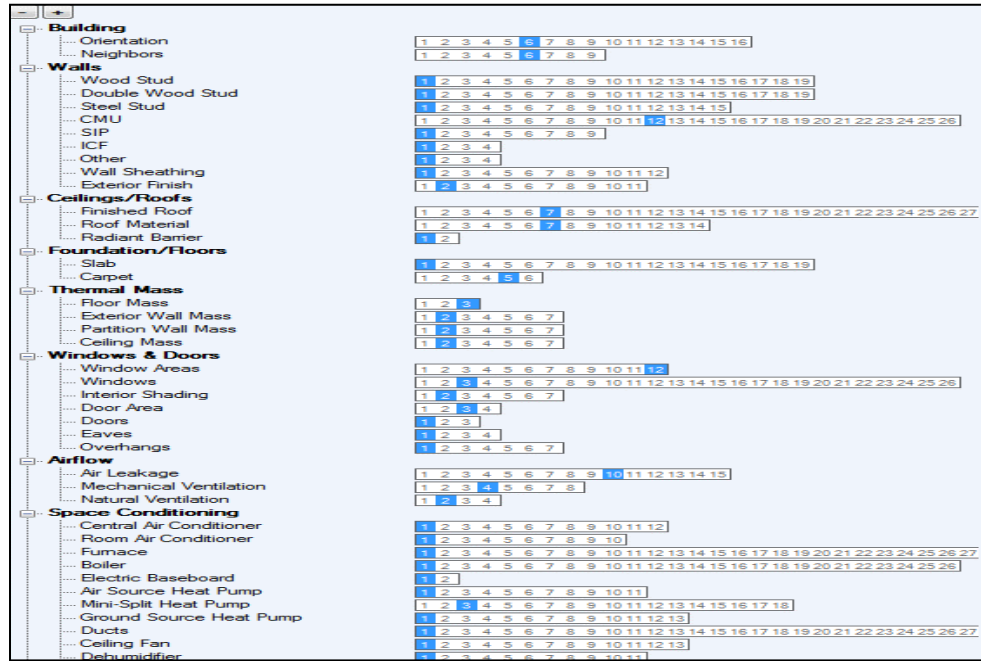 - +
Building
Orientation 1 2 3 4 5 6 7 8 9 10 11 12 13 14 15 16
Neighbors 1 2 3 4 5 6 7 8 9
Walls
Wood Stud 1 2 3 4 5 6 7 8 9 10 11 12 13 14 15 16 17 18 19
Double Wood Stud 1 2 3 4 5 6 7 8 9 10 11 12 13 14 15 16 17 18 19
Steel Stud 1 2 3 4 5 6 7 8 9 10 11 12 13 14 15
CMU 1 2 3 4 5 6 7 8 9 10 11 12 13 14 15 16 17 18 19 20 21 22 23 24 25 26
SIP 1 2 3 4 5 6 7 8 9
ICF 1 2 3 4
Other 1 2 3 4
Wall Sheathing 1 2 3 4 5 6 7 8 9 10 11 12
Exterior Finish 1 2 3 4 5 6 7 8 9 10 11
Ceilings/Roofs
Finished Roof 1 2 3 4 5 6 7 8 9 10 11 12 13 14 15 16 17 18 19 20 21 22 23 24 25 26 27
Roof Material 1 2 3 4 5 6 7 8 9 10 11 12 13 14
Radiant Barrier 1 2
Foundation/Floors
Slab 1 2 3 4 5 6 7 8 9 10 11 12 13 14 15 16 17 18 19
Carpet 1 2 3 4 5 6
Thermal Mass
Floor Mass 1 2 3
Exterior Wall Mass 1 2 3 4 5 6 7
Partition Wall Mass 1 2 3 4 5 6 7
Ceiling Mass 1 2 3 4 5 6 7
Windows & Doors
Window Areas 1 2 3 4 5 6 7 8 9 10 11 12
Windows 1 2 3 4 5 6 7 8 9 10 11 12 13 14 15 16 17 18 19 20 21 22 23 24 25 26
Interior Shading 1 2 3 4 5 6 7
Door Area 1 2 3 4
Doors 1 2 3
Eaves 1 2 3 4
Overhangs 1 2 3 4 5 6 7
Airflow
Air Leakage 1 2 3 4 5 6 7 8 9 10 11 12 13 14 15
Mechanical Ventilation 1 2 3 4 5 6 7 8
Natural Ventilation 1 2 3 4
Space Conditioning
Central Air Conditioner 1 2 3 4 5 6 7 8 9 10 11 12
Room Air Conditioner 1 2 3 4 5 6 7 8 9 10
Furnace 1 2 3 4 5 6 7 8 9 10 11 12 13 14 15 16 17 18 19 20 21 22 23 24 25 26 27
Boiler 1 2 3 4 5 6 7 8 9 10 11 12 13 14 15 16 17 18 19 20 21 22 23 24 25 26
Electric Baseboard 1 2
Air Source Heat Pump 1 2 3 4 5 6 7 8 9 10 11
Mini-Split Heat Pump 1 2 3 4 5 6 7 8 9 10 11 12 13 14 15 16 17 18
Ground Source Heat Pump 1 2 3 4 5 6 7 8 9 10 11 12 13
Ducts 1 2 3 4 5 6 7 8 9 10 11 12 13 14 15 16 17 18 19 20 21 22 23 24 25 26 27
Ceiling Fan 1 2 3 4 5 6 7 8 9 10 11 12 13
Dehumidifier 1 2 3 4 5 6 7 8 9 10 11